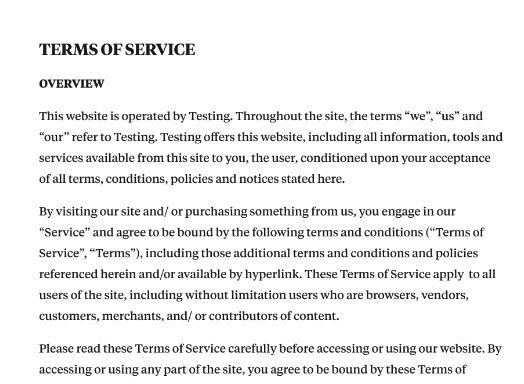 TERMS OF SERVICE
OVERVIEW
This website is operated by Testing. Throughout the site, the terms “we”, “us” and
“our” refer to Testing. Testing offers this website, including all information, tools and
services available from this site to you, the user, conditioned upon your acceptance
of all terms, conditions, policies and notices stated here.
By visiting our site and/ or purchasing something from us, you engage in our
“Service” and agree to be bound by the following terms and conditions (“Terms of
Service”, “Terms”), including those additional terms and conditions and policies
referenced herein and/or available by hyperlink. These Terms of Service apply to all
users of the site, including without limitation users who are browsers, vendors,
customers, merchants, and/ or contributors of content.
Please read these Terms of Service carefully before accessing or using our website. By
accessing or using any part of the site, you agree to be bound by these Terms of